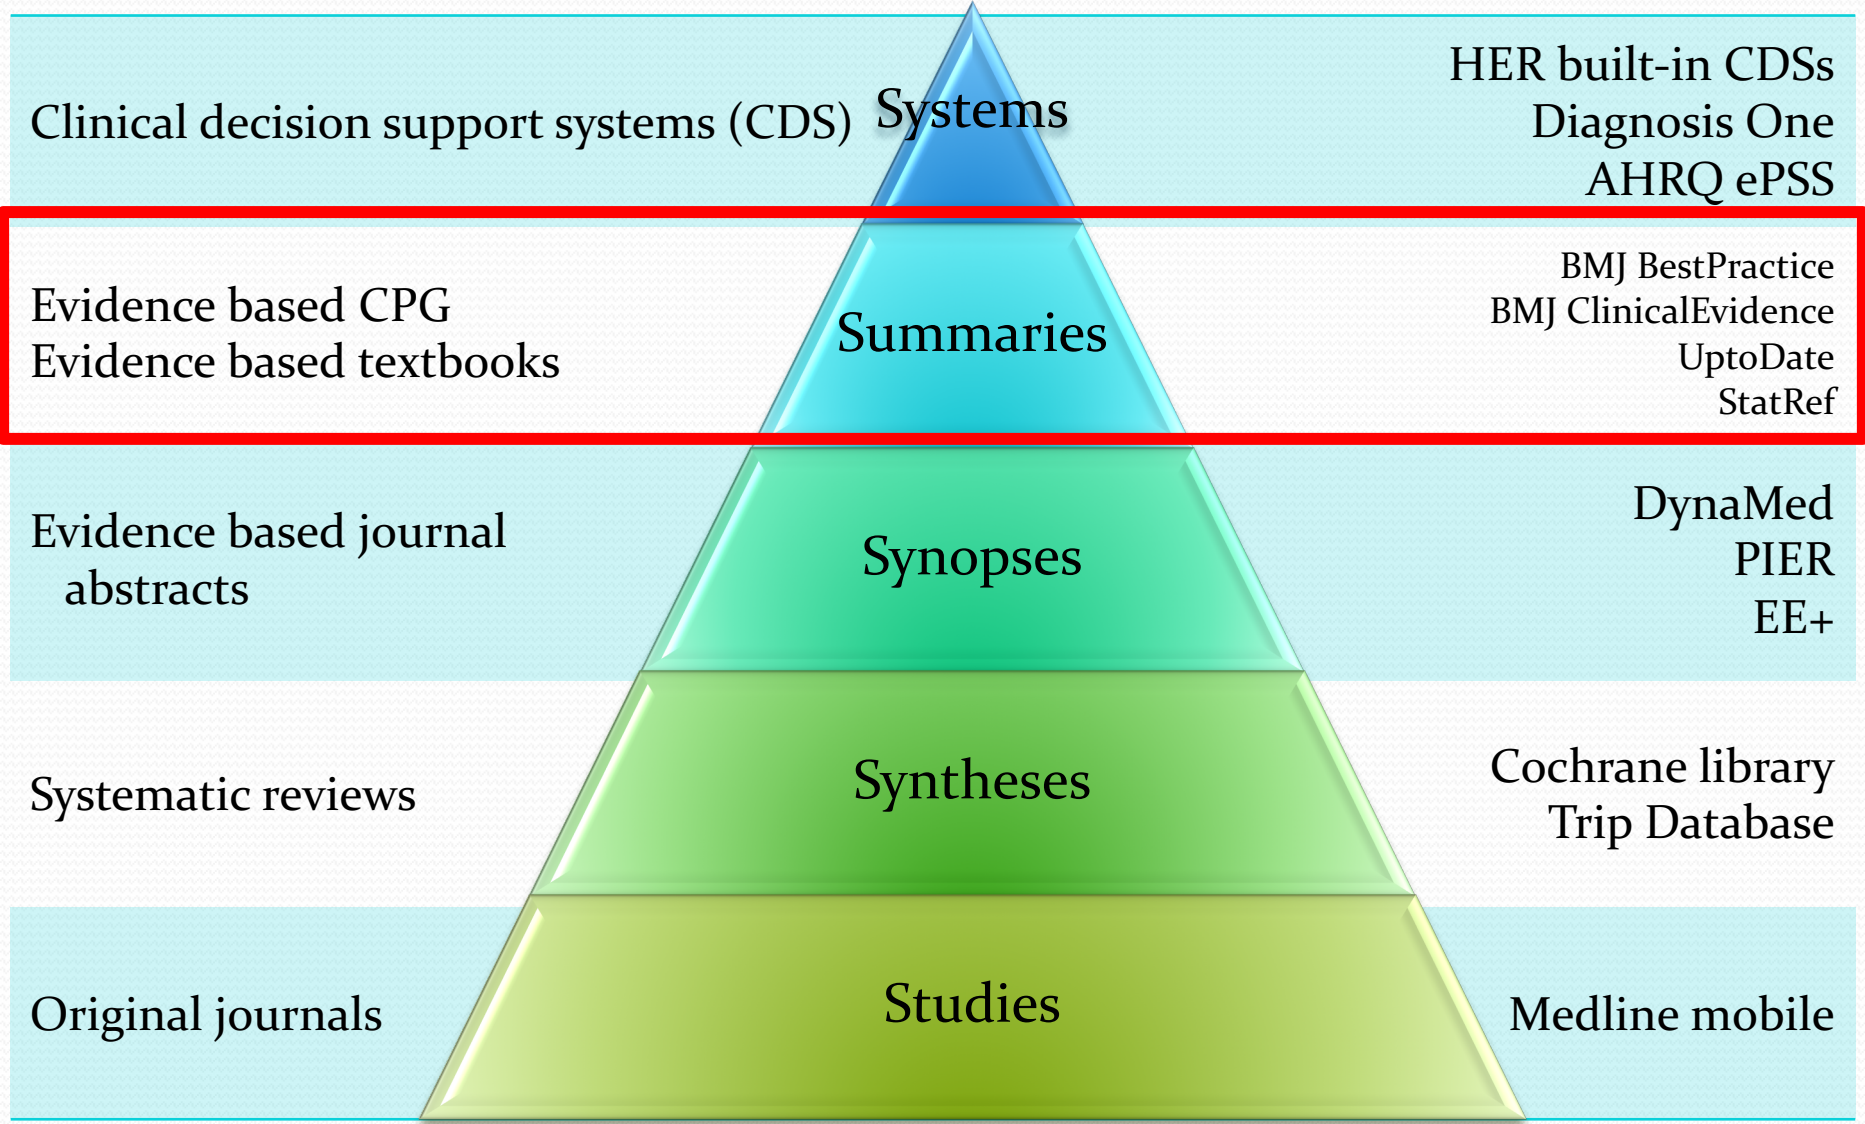 Clinical decision support systems (CDS)
Systems
HER built-in CDSs
Diagnosis One
AHRQ ePSS
Evidence based CPG
Evidence based textbooks
Summaries
BMJ BestPractice
BMJ ClinicalEvidence
UptoDate
StatRef
Evidence based journal
abstracts
Synopses
DynaMed
PIER
EE+
Systematic reviews
Syntheses
Cochrane library
Trip Database
Original journals
Studies
Medline mobile